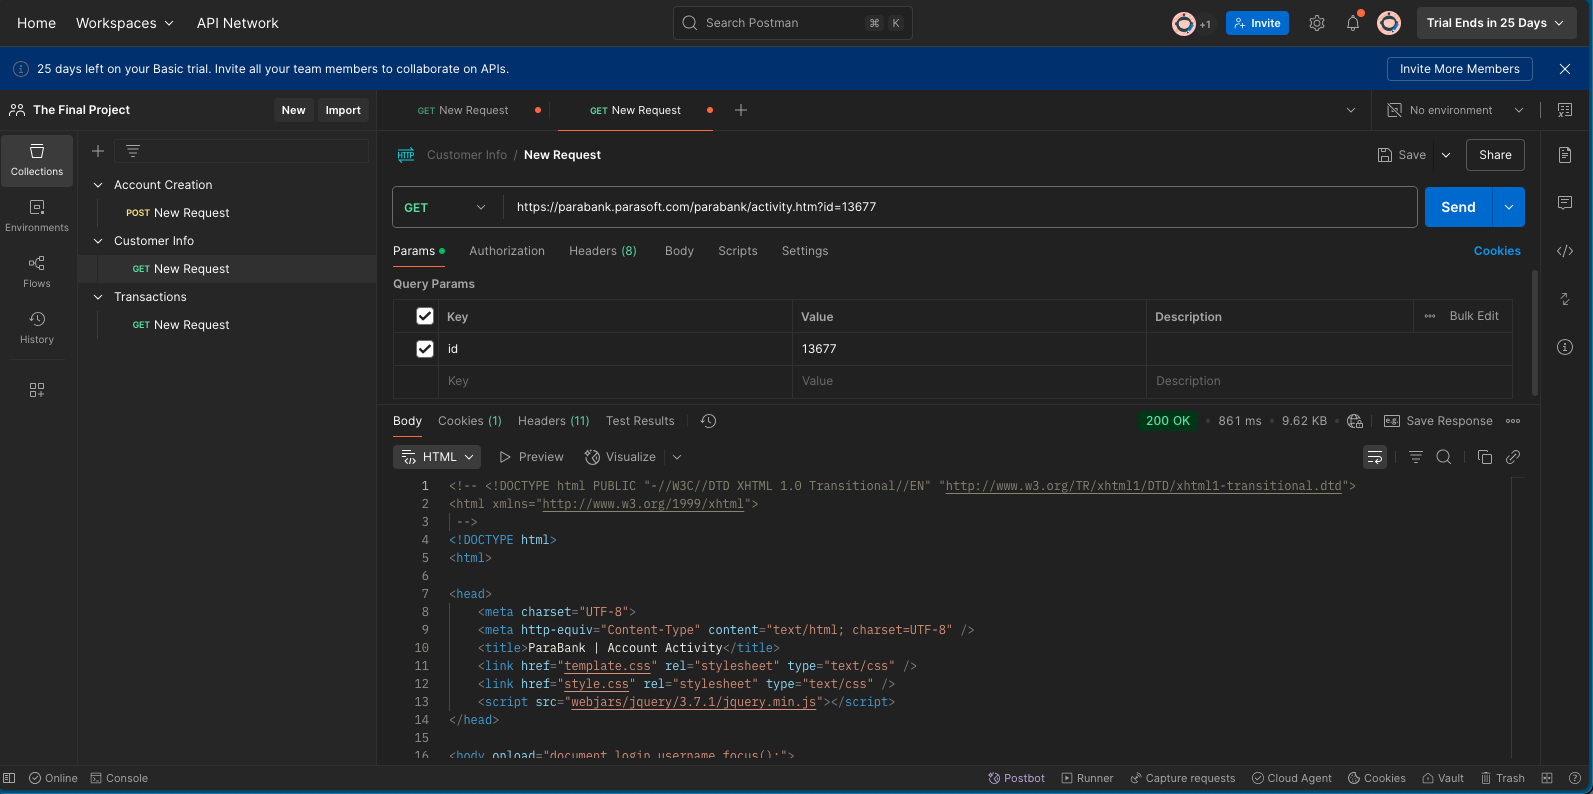 Home
Workspaces
API Network
Search Postman
⌘
K
+1
Invite
Trial Ends in 25 Days
25 days left on your Basic trial. Invite all your team members to collaborate on APIs.
Invite More Members
The Final Project
New
Import
GET New Request
GET New Request
No environment
Collections
Environments
Flows
History
Account Creation
POST New Request
Customer Info
GET New Request
Transactions
GET New Request
HTTP
Customer Info / New Request
Save
Share
GET
https://parabank.parasoft.com/parabank/activity.htm?id=13677
Send
Params
Authorization
Headers (8)
Body
Scripts
Settings
Cookies
Query Params
Key
Value
Description
Bulk Edit
id
13677
Key
Value
Description
Body
Cookies (1)
Headers (11)
Test Results
200 OK
861 ms
9.62 KB
e.g.
Save Response
HTML
Preview
Visualize
1 <!-- <!DOCTYPE html PUBLIC "-//W3C//DTD XHTML 1.0 Transitional//EN" "http://www.w3.org/TR/xhtml1/DTD/xhtml1-transitional.dtd">
2 <html xmlns="http://www.w3.org/1999/xhtml">
3 -->
4 <!DOCTYPE html>
5 <html>
6
7 <head>
8 <meta charset="UTF-8">
9 <meta http-equiv="Content-Type" content="text/html; charset=UTF-8" />
10 <title>ParaBank | Account Activity</title>
11 <link href="template.css" rel="stylesheet" type="text/css" />
12 <link href="style.css" rel="stylesheet" type="text/css" />
13 <script src="webjars/jquery/3.7.1/jquery.min.js"></script>
14 </head>
15
16 <body onload="document.login.username.focus();">
Online
Console
Postbot
Runner
Capture requests
Cloud Agent
Cookies
Vault
Trash